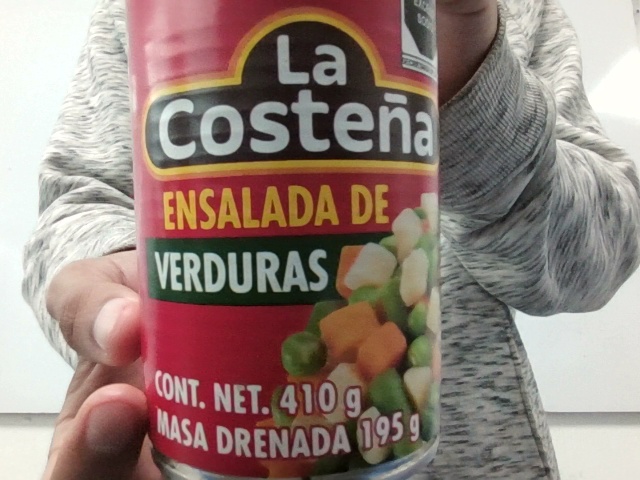 La
Costeña
ENSALADA DE
VERDURAS
CONT. NET. 410 g
MASA DRENADA 195 g